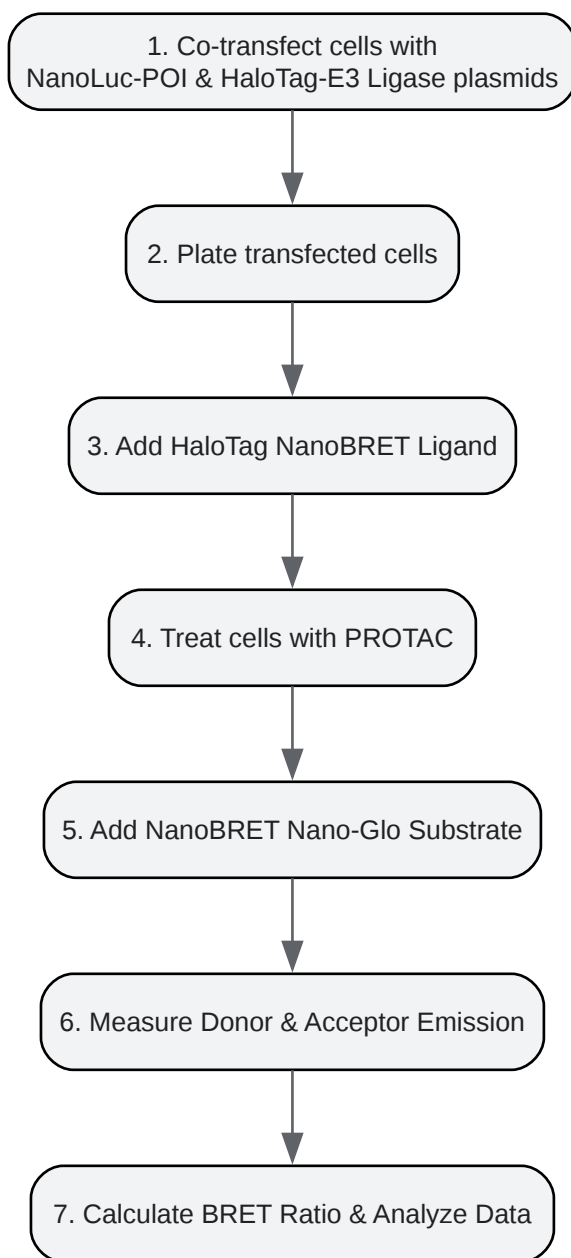 1. Co-transfect cells with
NanoLuc-POI & HaloTag-E3 Ligase plasmids
2. Plate transfected cells
3. Add HaloTag NanoBRET Ligand
4. Treat cells with PROTAC
5. Add NanoBRET Nano-Glo Substrate
6. Measure Donor & Acceptor Emission
7. Calculate BRET Ratio & Analyze Data